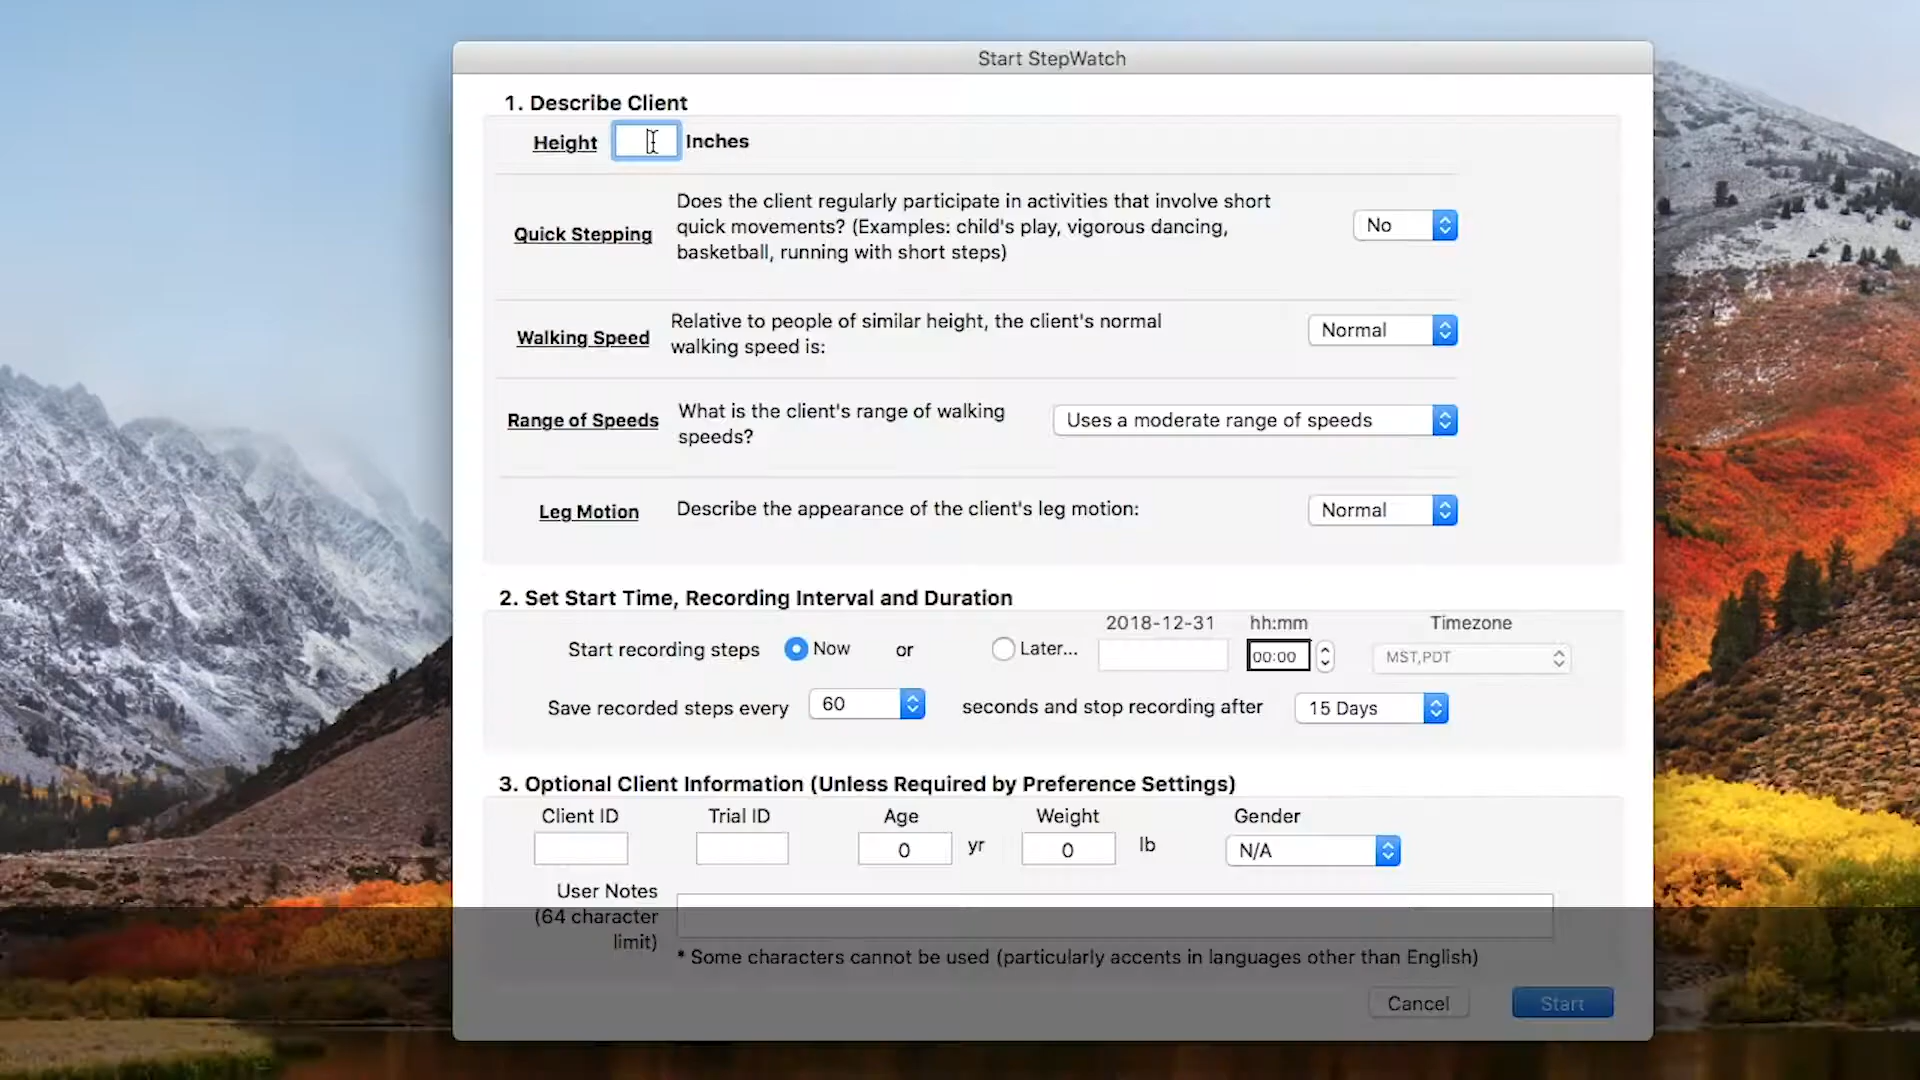 Start StepWatch
1. Describe Client
Height Inches
Quick Stepping
Does the client regularly participate in activities that involve short
quick movements? (Examples: child's play, vigorous dancing,
basketball, running with short steps)
No
Walking Speed
Relative to people of similar height, the client's normal
walking speed is:
Normal
Range of Speeds
What is the client's range of walking
speeds?
Uses a moderate range of speeds
Leg Motion
Describe the appearance of the client's leg motion:
Normal
2. Set Start Time, Recording Interval and Duration
2018-12-31 hh:mm Timezone
Start recording steps Now or Later... 00:00 MST,PDT
Save recorded steps every 60 seconds and stop recording after 15 Days
3. Optional Client Information (Unless Required by Preference Settings)
Client ID Trial ID Age Weight Gender
0 yr 0 lb N/A
User Notes
(64 character
limit)
* Some characters cannot be used (particularly accents in languages other than English)
Cancel Start